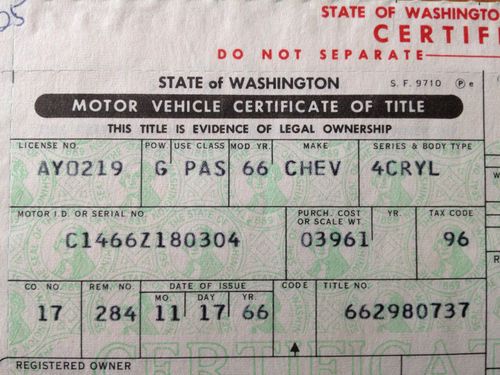 25
STATE OF WASHINGTO
CERTIF
DO NOT SEPARATE
STATE of WASHINGTON S. F. 9710 P e
MOTOR VEHICLE CERTIFICATE OF TITLE
THIS TITLE IS EVIDENCE OF LEGAL OWNERSHIP
LICENSE NO. POW. USE CLASS MOD. YR. MAKE SERIES & BODY TYPE
AY0219 G PAS 66 CHEV 4CRYL
MOTOR I.D. OR SERIAL NO. PURCH. COST OR SCALE WT. YR. TAX CODE
C1466Z180304 03961 96
CO. NO. REM. NO. DATE OF ISSUE CODE TITLE NO.
MO. DAY YR.
17 284 11 17 66 662980737
CERTIFICAT
REGISTERED OWNER